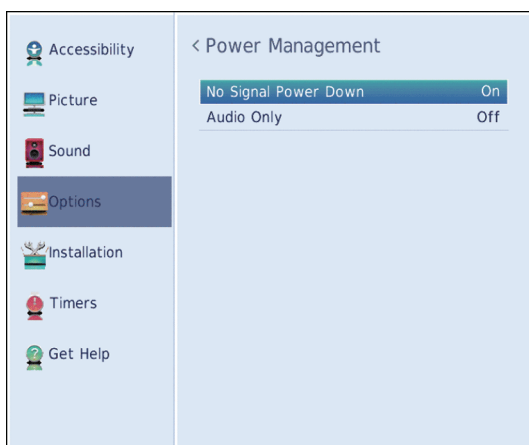 Accessibility
Picture
Sound
Options
Installation
Timers
Get Help
< Power Management
No Signal Power Down On
Audio Only Off